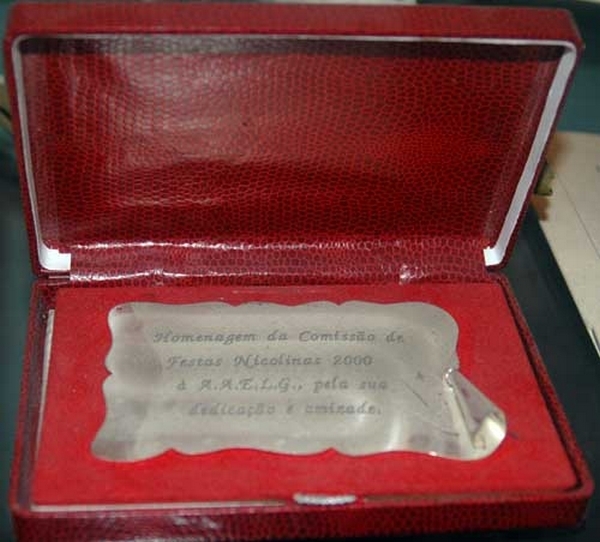 Homenagem da Comissão de
Festas Nicolinas 2000
à A.A.E.L.G., pela sua
dedicação e amizade.